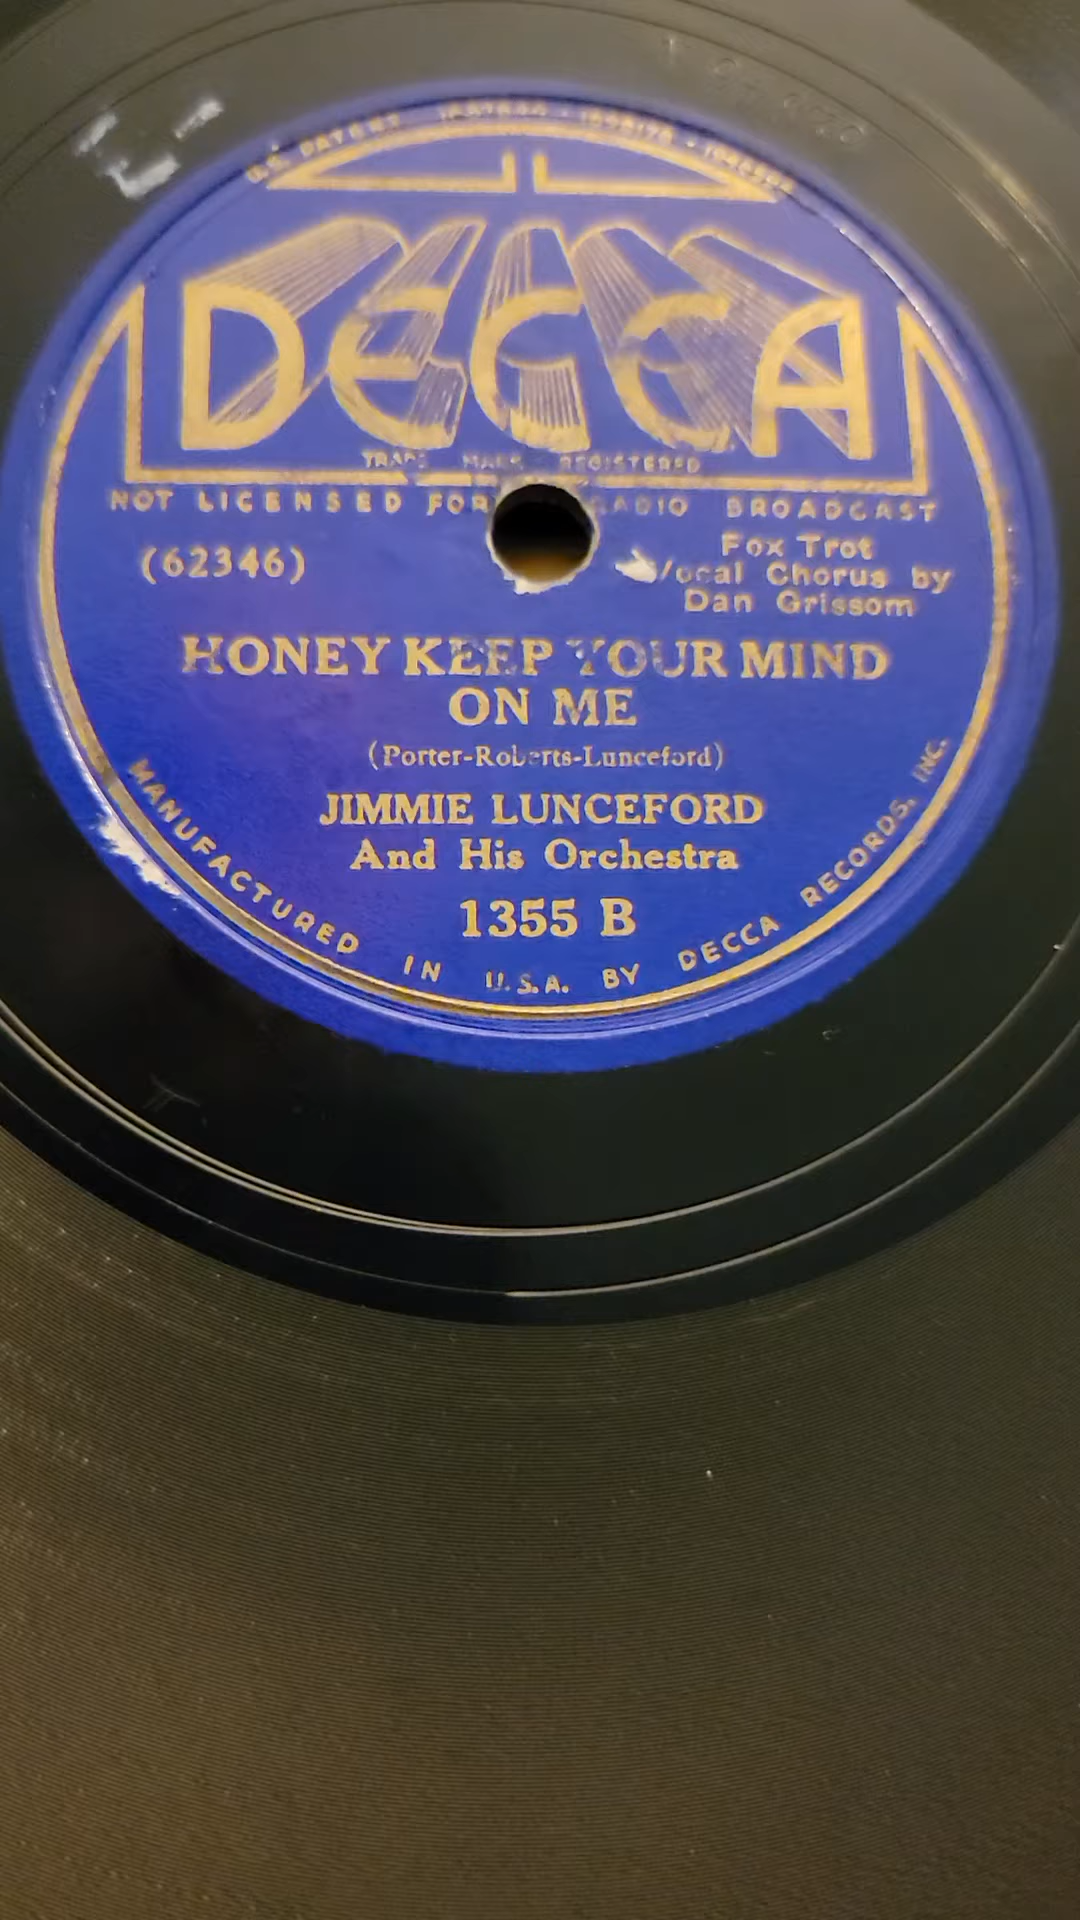 U.S. PATENT
DECCA
TRADE MARK REGISTERED
NOT LICENSED FOR RADIO BROADCAST
(62346)
Fox Trot
Vocal Chorus by
Dan Grissom
HONEY KEEP YOUR MIND
ON ME
(Porter-Roberts-Lunceford)
JIMMIE LUNCEFORD
And His Orchestra
1355 B
MANUFACTURED IN U.S.A. BY DECCA RECORDS, INC.